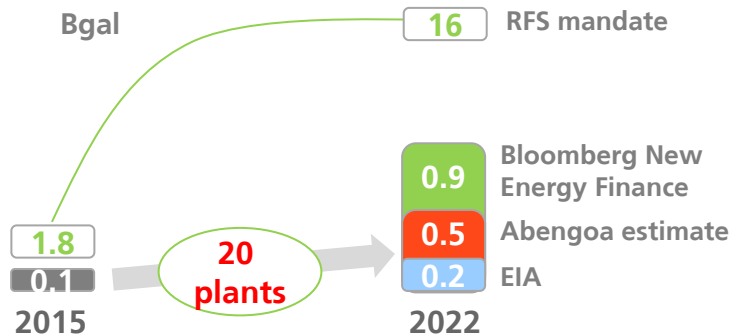 Bgal
16
RFS mandate
0.9
Bloomberg New
Energy Finance
1.8
0.5
Abengoa estimate
20
plants
0.1
0.2
EIA
2015
2022